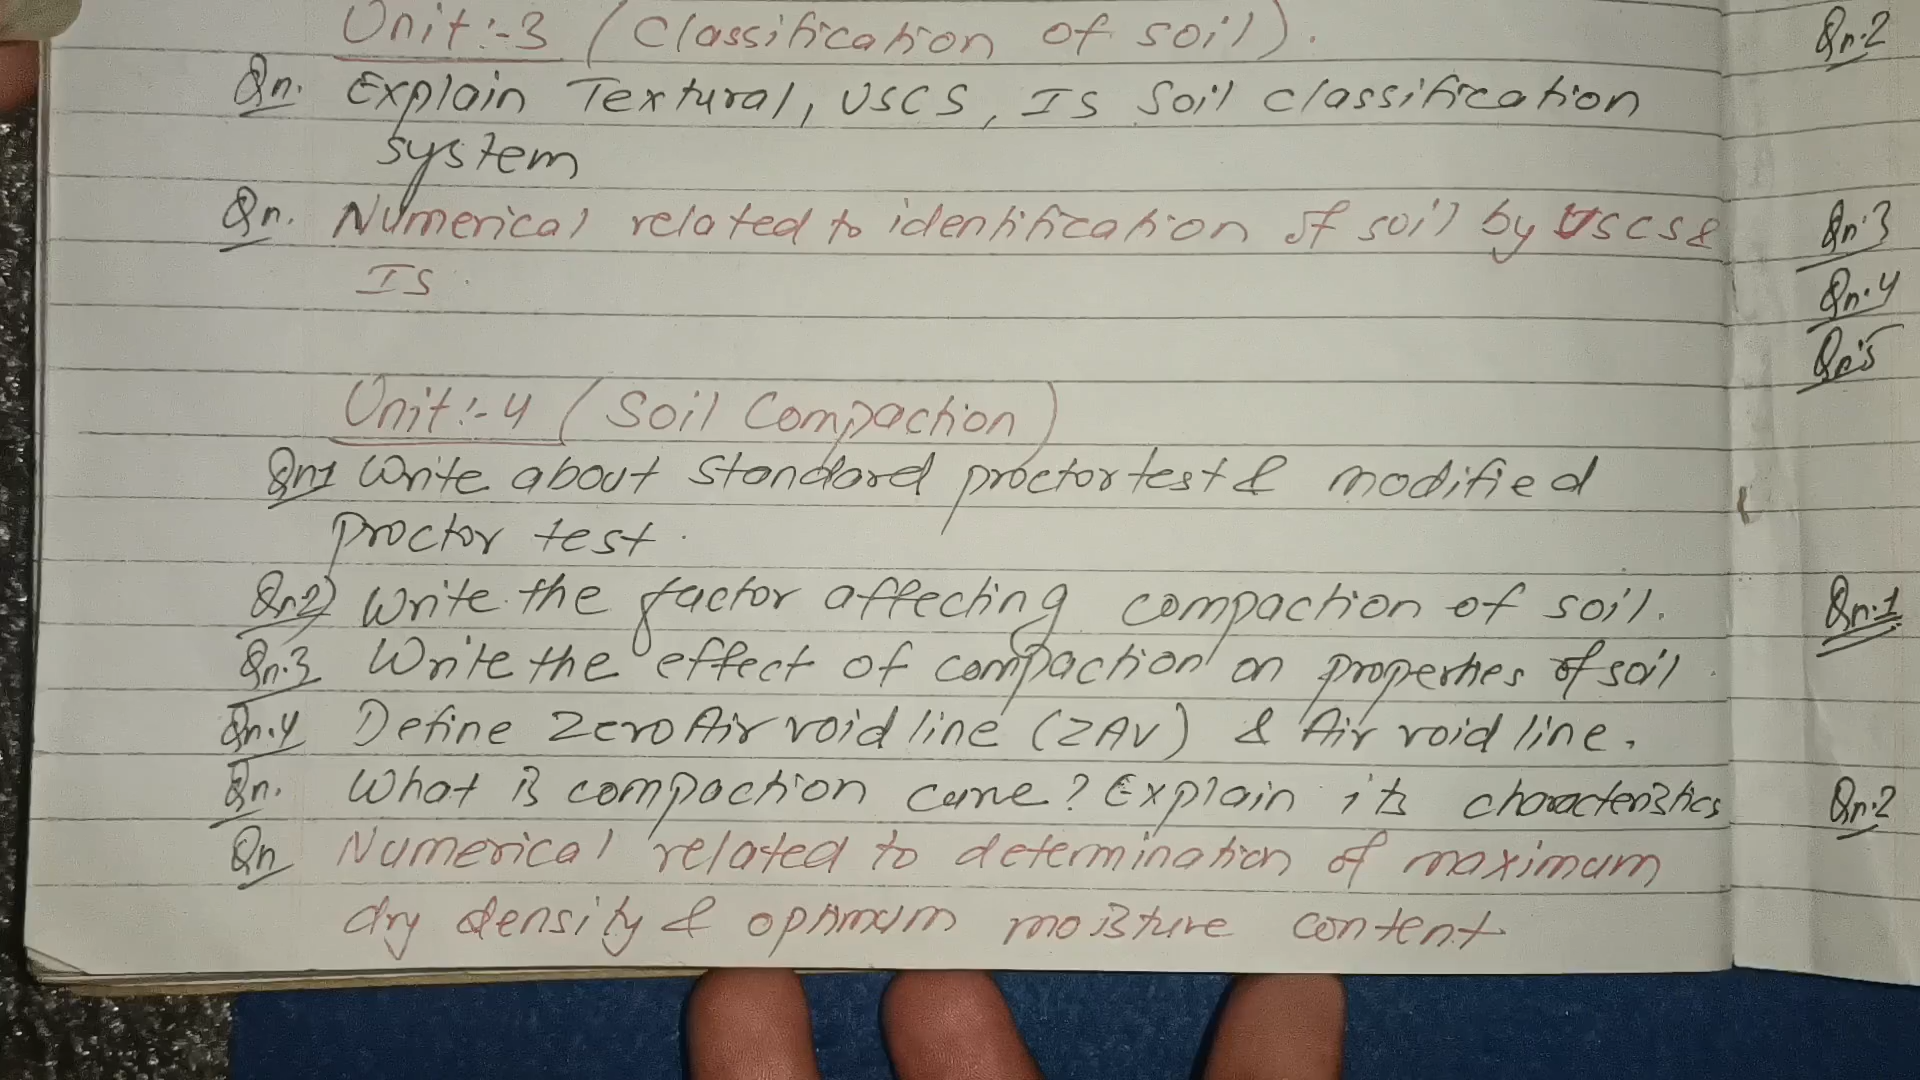 Unit:-3 (Classification of soil).
Qn. Explain Textural, USCS, IS Soil classification
system
Qn. Numerical related to identification of soil by USCS &
IS.
Unit:-4 (Soil Compaction)
Qn1 Write about standard proctor test & modified
Proctor test.
Qn2) Write the factor affecting compaction of soil.
Qn.3 Write the effect of compaction on properties of soil.
Qn.4 Define Zero Air void line (ZAV) & Air void line.
Qn. What is compaction curve? Explain its characteristics
Qn Numerical related to determination of maximum
dry density & optimum moisture content
Qn.2
Qn.3
Qn.4
Qn.5
Qn.1
Qn.2